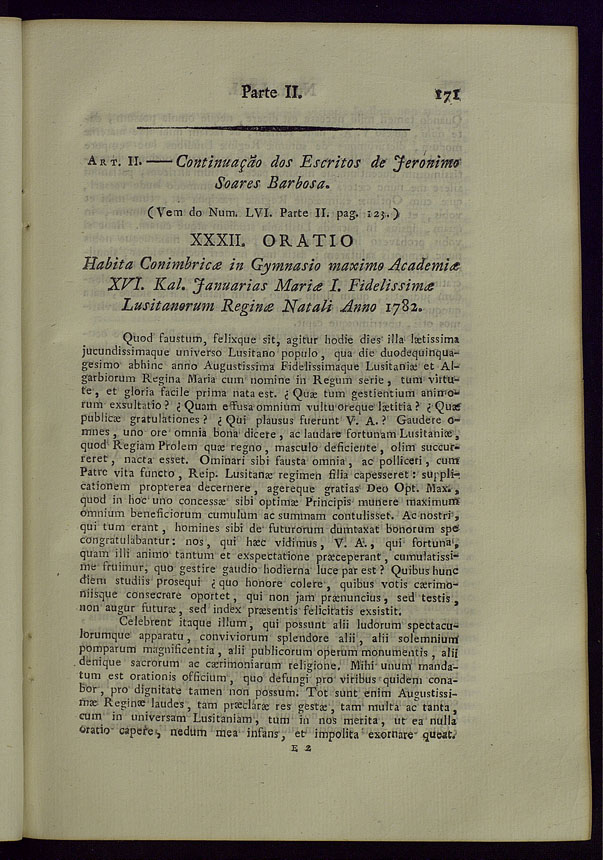 Parte II. 171
ART. II. — Continuação dos Escritos de Jerónimo
Soares Barbosa.
(Vem do Num. LVI. Parte II. pag. 123.)
XXXII. ORATIO
Habita Conimbricæ in Gymnasio maximo Academiæ
XVI. Kal. Januarias Mariæ I. Fidelissimæ
Lusitanorum Reginæ Natali Anno 1782.
Quod faustum, felixque sit, agitur hodie dies illa lætissima
jucundissimaque universo Lusitano populo, qua die duodequinqua-
gesimo abhinc anno Augustissima Fidelissimaque Lusitaniæ et Al-
garbiorum Regina Maria cum nomine in Regum serie, tum virtu-
te, et gloria facile prima nata est. ¿ Quæ tum gestientium animo-
rum exsultatio? ¿ Quam effusa omnium vultu oreque lætitia? ¿ Quæ
publicæ gratulationes? ¿ Qui plausus fuerunt V. A.? Gaudere o-
mnes, uno ore omnia bona dicere, ac laudare fortunam Lusitaniæ,
quod Regiam Prolem quæ regno, masculo deficiente, olim succur-
reret, nacta esset. Ominari sibi fausta omnia, ac polliceri, cum
Patre vita functo, Reip. Lusitanæ regimen filia capesseret: suppli-
cationem propterea decernere, agereque gratias Deo Opt. Max.,
quod in hoc uno concessæ sibi optimæ Principis munere maximum
omnium beneficiorum cumulum ac summam contulisset. Ac nostri,
qui tum erant, homines sibi de futurorum dumtaxat bonorum spe
congratulabantur: nos, qui hæc vidimus, V. A., qui fortuna,
quam illi animo tantum et exspectatione præceperant, cumulatissi-
me fruimur, quo gestire gaudio hodierna luce par est? Quibus hunc
diem studiis prosequi ¿ quo honore colere, quibus votis cærimo-
niisque consecrare oportet, qui non jam prænuncius, sed testis,
non augur futuræ, sed index præsentis felicitatis exsistit.
Celebrent itaque illum, qui possunt alii ludorum spectacu-
lorumque apparatu, conviviorum splendore alii, alii solemnium
pomparum magnificentia, alii publicorum operum monumentis, alii
denique sacrorum ac cærimoniarum religione. Mihi unum manda-
tum est orationis officium, quo defungi pro viribus quidem cona-
bor, pro dignitate tamen non possum. Tot sunt enim Augustissi-
mæ Reginæ laudes, tam præclaræ res gestæ, tam multa ac tanta,
cum in universam Lusitaniam, tum in nos merita, ut ea nulla
oratio capere, nedum mea infans, et impolita exornare queat.
E 2